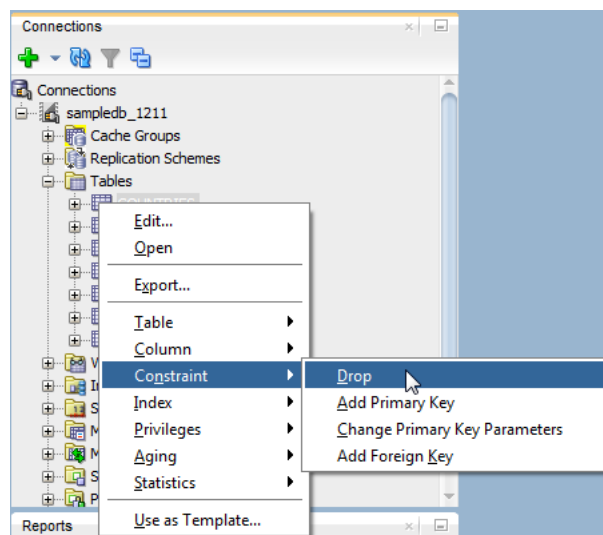 Connections
Connections
sampledb_1211
Cache Groups
Replication Schemes
Tables
COUNTRIES
Edit...
Open
Export...
Table
Column
Constraint
Index
Privileges
Aging
Statistics
Use as Template...
Drop
Add Primary Key
Change Primary Key Parameters
Add Foreign Key
V
I
S
M
M
S
P
Reports